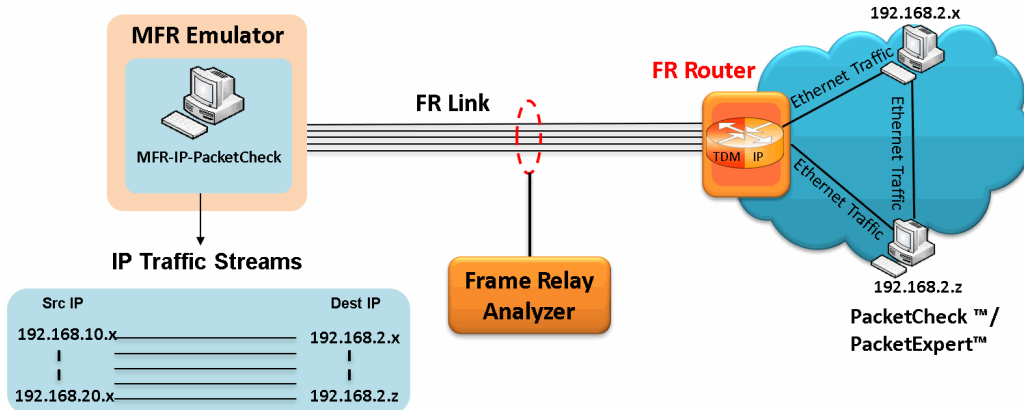 MFR Emulator
MFR-IP-PacketCheck
FR Link
FR Router
TDM IP
192.168.2.x
Ethernet Traffic
Ethernet Traffic
Ethernet Traffic
192.168.2.z
PacketCheck ™/
PacketExpert™
Frame Relay
Analyzer
IP Traffic Streams
Src IP Dest IP
192.168.10.x 192.168.2.x
192.168.20.x 192.168.2.z